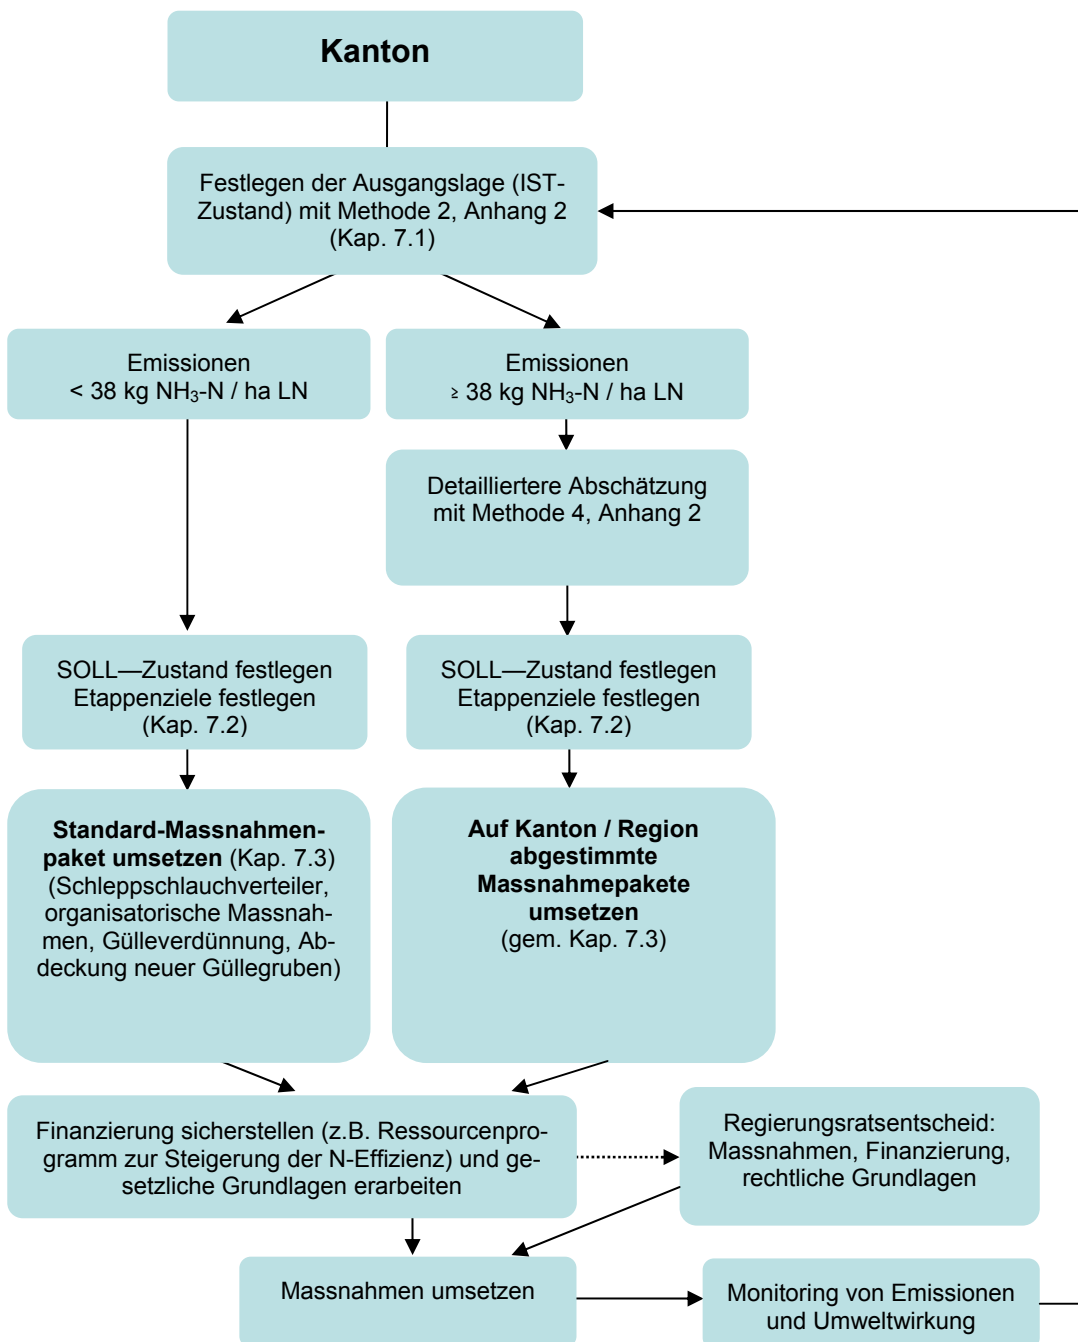 Kanton
Festlegen der Ausgangslage (IST-
Zustand) mit Methode 2, Anhang 2
(Kap. 7.1)
Emissionen
< 38 kg NH₃-N / ha LN
Emissionen
≥ 38 kg NH₃-N / ha LN
Detailliertere Abschätzung
mit Methode 4, Anhang 2
SOLL—Zustand festlegen
Etappenziele festlegen
(Kap. 7.2)
SOLL—Zustand festlegen
Etappenziele festlegen
(Kap. 7.2)
Standard-Massnahmen-
paket umsetzen (Kap. 7.3)
(Schleppschlauchverteiler,
organisatorische Massnah-
men, Gülleverdünnung, Ab-
deckung neuer Güllegruben)
Auf Kanton / Region
abgestimmte
Massnahmepakete
umsetzen
(gem. Kap. 7.3)
Finanzierung sicherstellen (z.B. Ressourcenpro-
gramm zur Steigerung der N-Effizienz) und ge-
setzliche Grundlagen erarbeiten
Regierungsratsentscheid:
Massnahmen, Finanzierung,
rechtliche Grundlagen
Massnahmen umsetzen
Monitoring von Emissionen
und Umweltwirkung